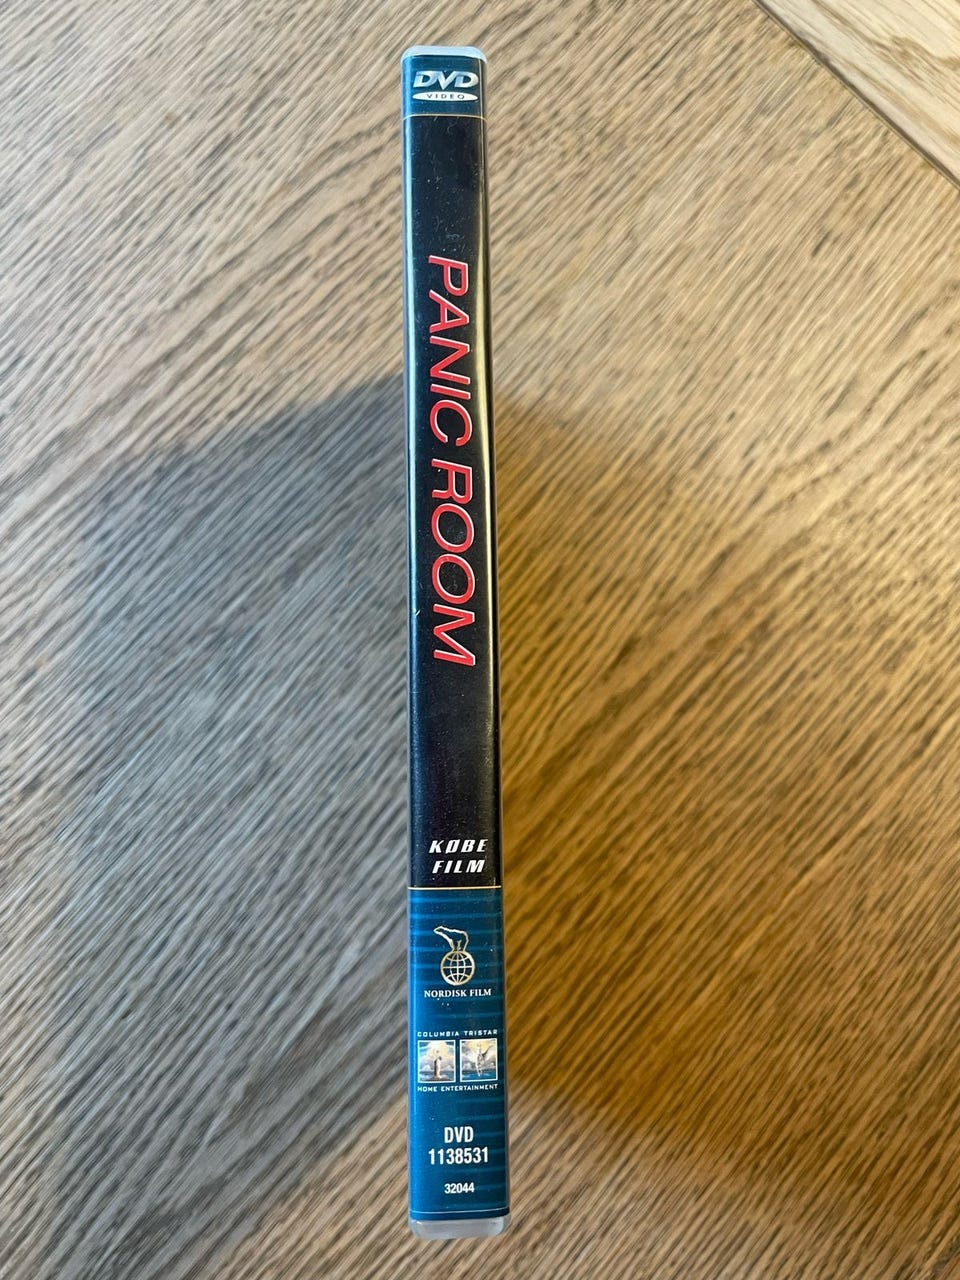 DVD
VIDEO
PANIC ROOM
KØBE
FILM
NORDISK FILM
COLUMBIA TRISTAR
HOME ENTERTAINMENT
DVD
1138531
32044